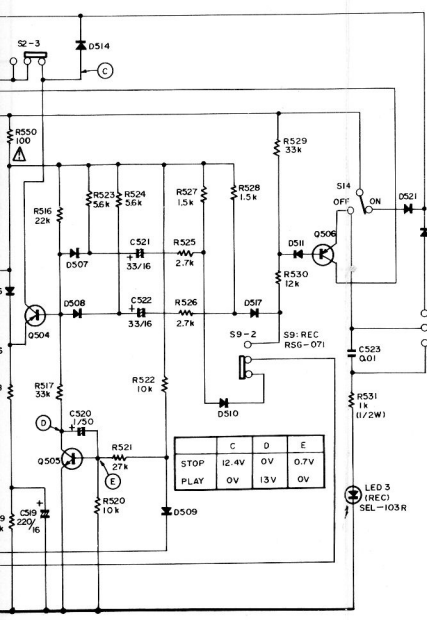 S2-3
D514
C
R550
100
R529
33k
R523
5.6k
R524
5.6k
R527
1.5k
R528
1.5k
S14
OFF
ON
D521
R516
22k
Q506
C521
33/16
R525
2.7k
D511
D507
R530
12k
D508
C522
33/16
R526
2.7k
D517
Q504
S9-2
S9:REC
RSG-071
C523
0.01
R517
33k
R522
10k
D510
R531
1k
(1/2W)
C520
1/50
D
R521
27k
Q505
E
C D E
STOP 12.4V 0V 0.7V
PLAY 0V 13V 0V
R520
10k
D509
C519
220/16
LED 3
(REC)
SEL-103R